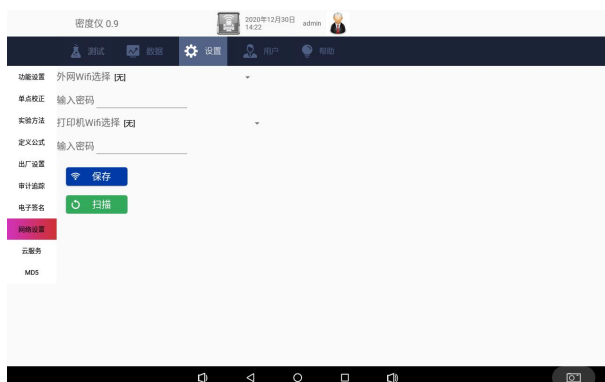 密度仪 0.9
2020年12月30日
14:22
admin
测试
数据
设置
用户
帮助
功能设置
单点校正
实验方法
定义公式
出厂设置
审计追踪
电子签名
网络设置
云服务
MD5
外网Wifi选择 [无]
输入密码
打印机Wifi选择 [无]
输入密码
保存
扫描